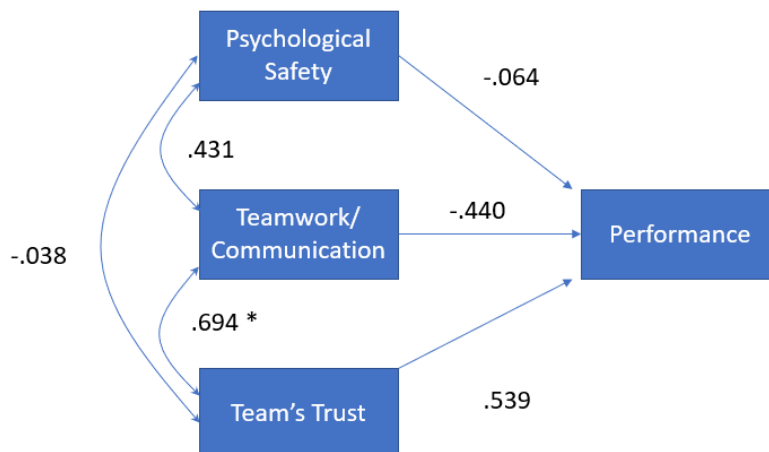 Psychological
Safety
-.064
.431
Teamwork/
Communication
-.440
Performance
-.038
.694 *
Team's Trust
.539